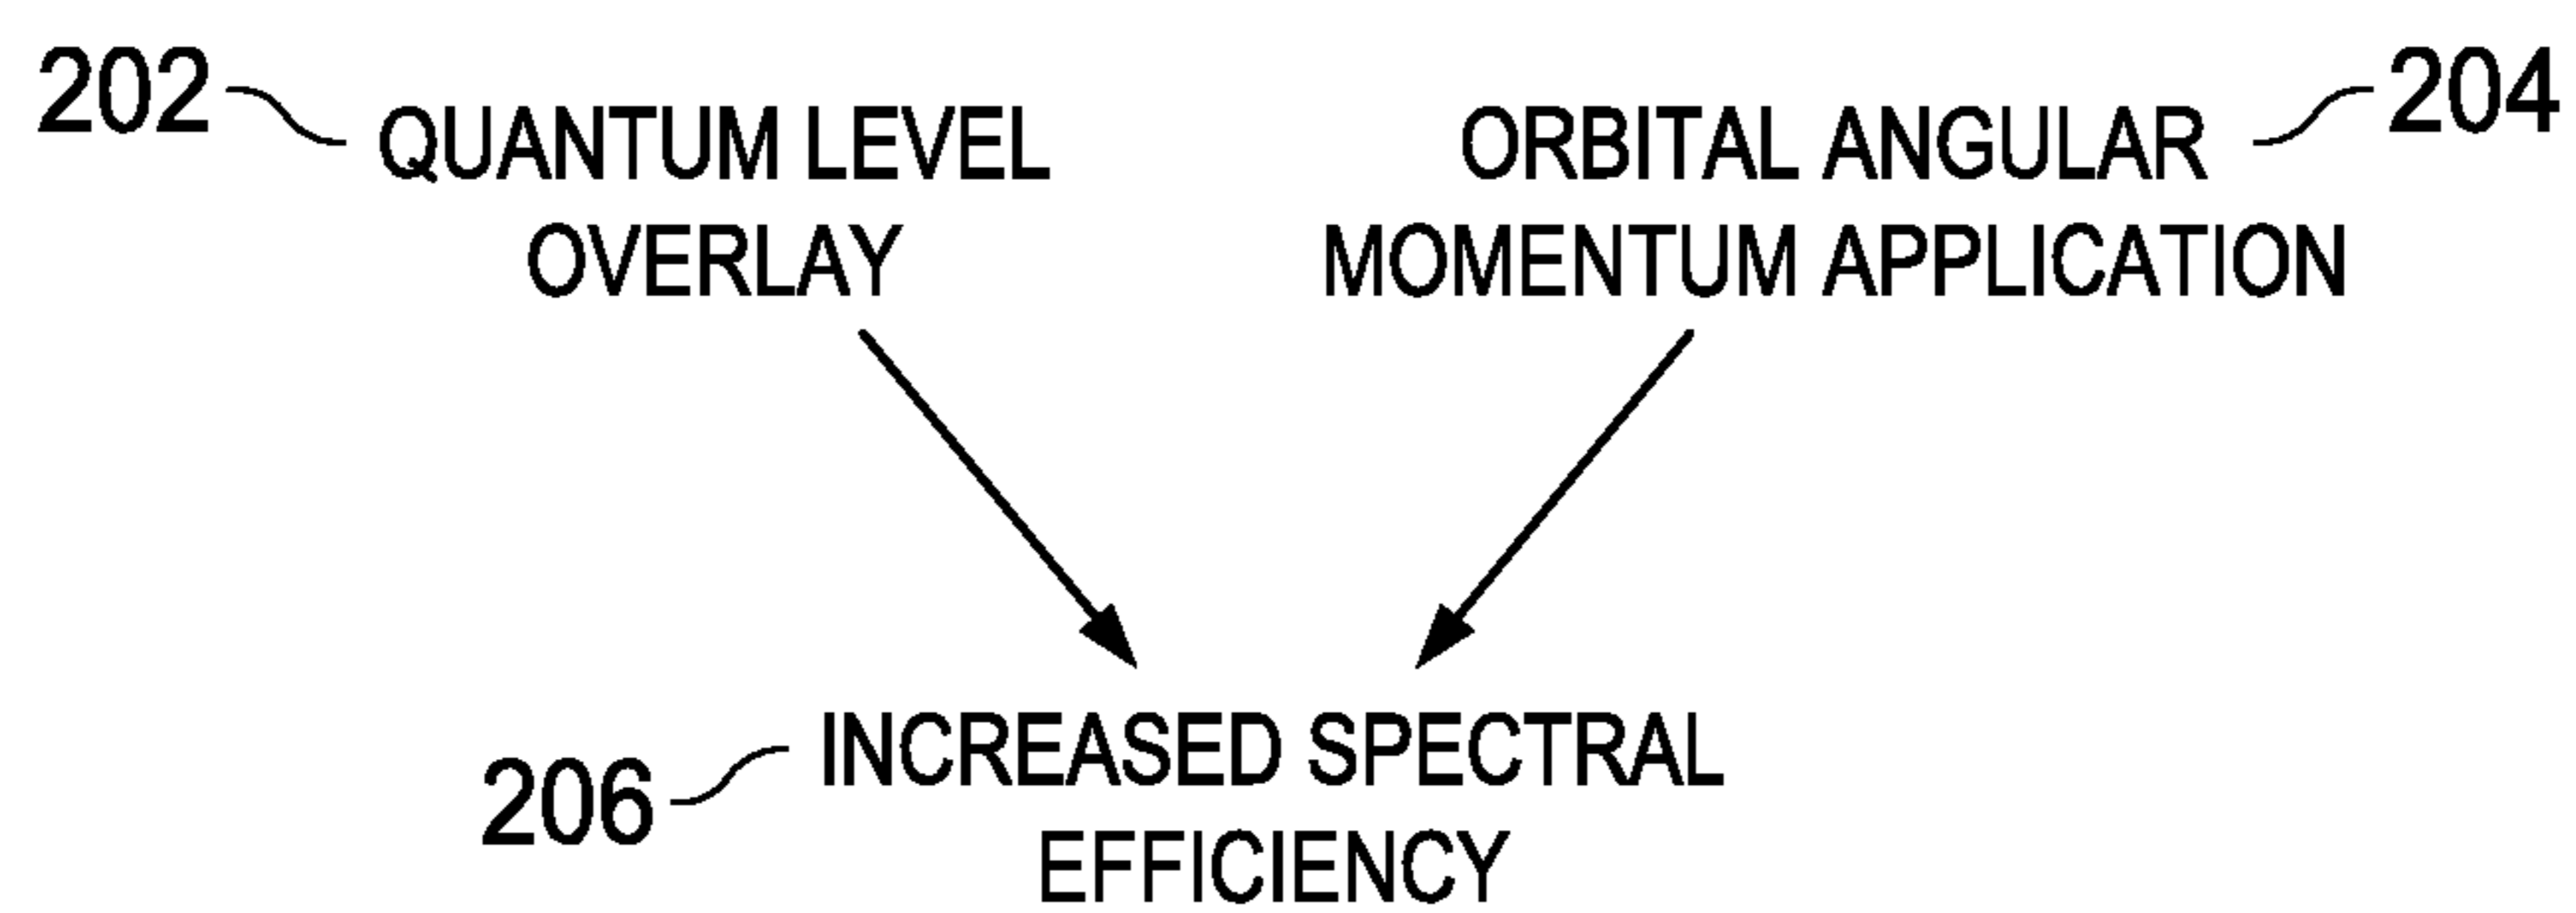 202
QUANTUM LEVEL
OVERLAY
ORBITAL ANGULAR
MOMENTUM APPLICATION
204
206
INCREASED SPECTRAL
EFFICIENCY